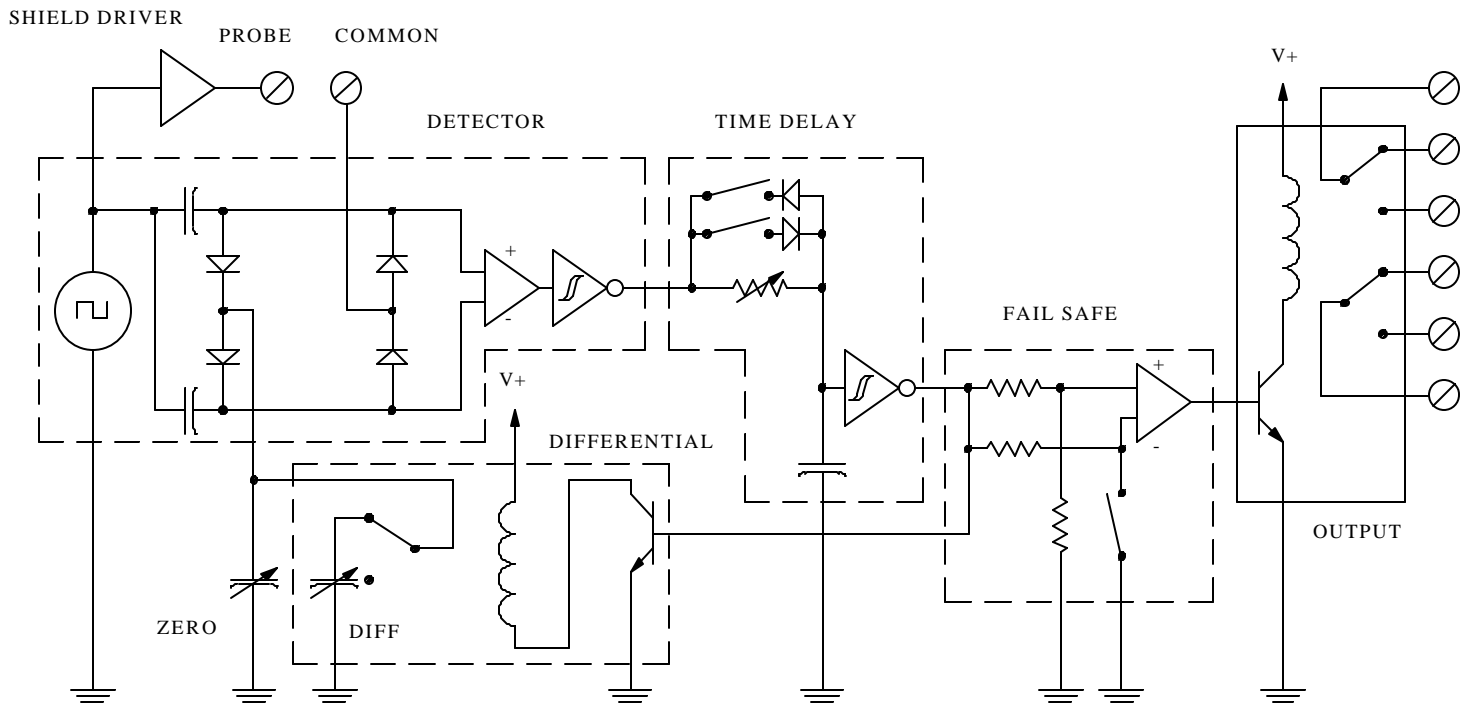 SHIELD DRIVER
PROBE
COMMON
V+
DETECTOR
TIME DELAY
+
-
FAIL SAFE
V+
+
-
DIFFERENTIAL
OUTPUT
ZERO
DIFF